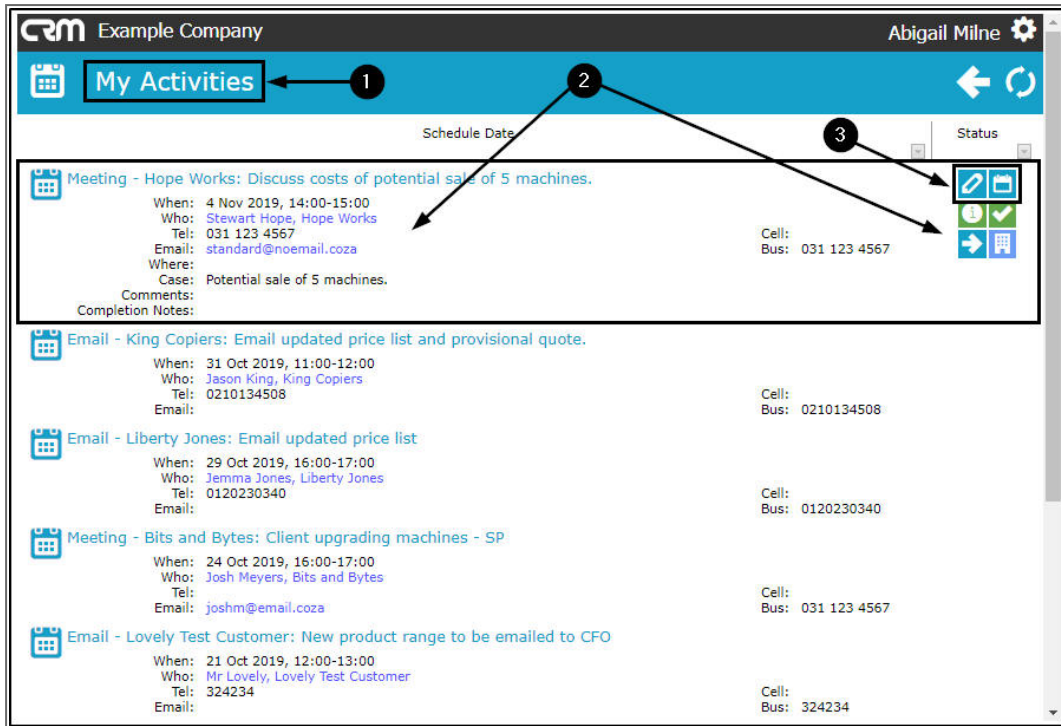 CRM Example Company Abigail Milne
My Activities 1 2
Schedule Date 3 Status
Meeting - Hope Works: Discuss costs of potential sale of 5 machines.
When: 4 Nov 2019, 14:00-15:00
Who: Stewart Hope, Hope Works
Tel: 031 123 4567 Cell:
Email: standard@noemail.coza Bus: 031 123 4567
Where:
Case: Potential sale of 5 machines.
Comments:
Completion Notes:
Email - King Copiers: Email updated price list and provisional quote.
When: 31 Oct 2019, 11:00-12:00
Who: Jason King, King Copiers
Tel: 0210134508 Cell:
Email: Bus: 0210134508
Email - Liberty Jones: Email updated price list
When: 29 Oct 2019, 16:00-17:00
Who: Jemma Jones, Liberty Jones
Tel: 0120230340 Cell:
Email: Bus: 0120230340
Meeting - Bits and Bytes: Client upgrading machines - SP
When: 24 Oct 2019, 16:00-17:00
Who: Josh Meyers, Bits and Bytes
Tel: Cell:
Email: joshm@email.coza Bus: 031 123 4567
Email - Lovely Test Customer: New product range to be emailed to CFO
When: 21 Oct 2019, 12:00-13:00
Who: Mr Lovely, Lovely Test Customer
Tel: 324234 Cell:
Email: Bus: 324234